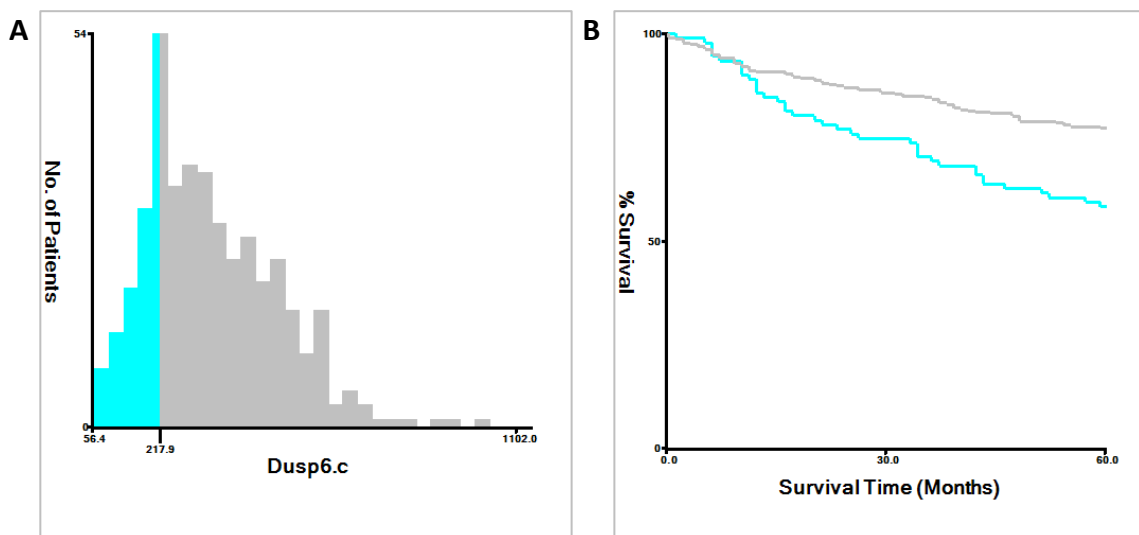 A
54
No. of Patients
0
56.4
217.9
1102.0
Dusp6.c
B
100
50
% Survival
0
0.0
30.0
60.0
Survival Time (Months)